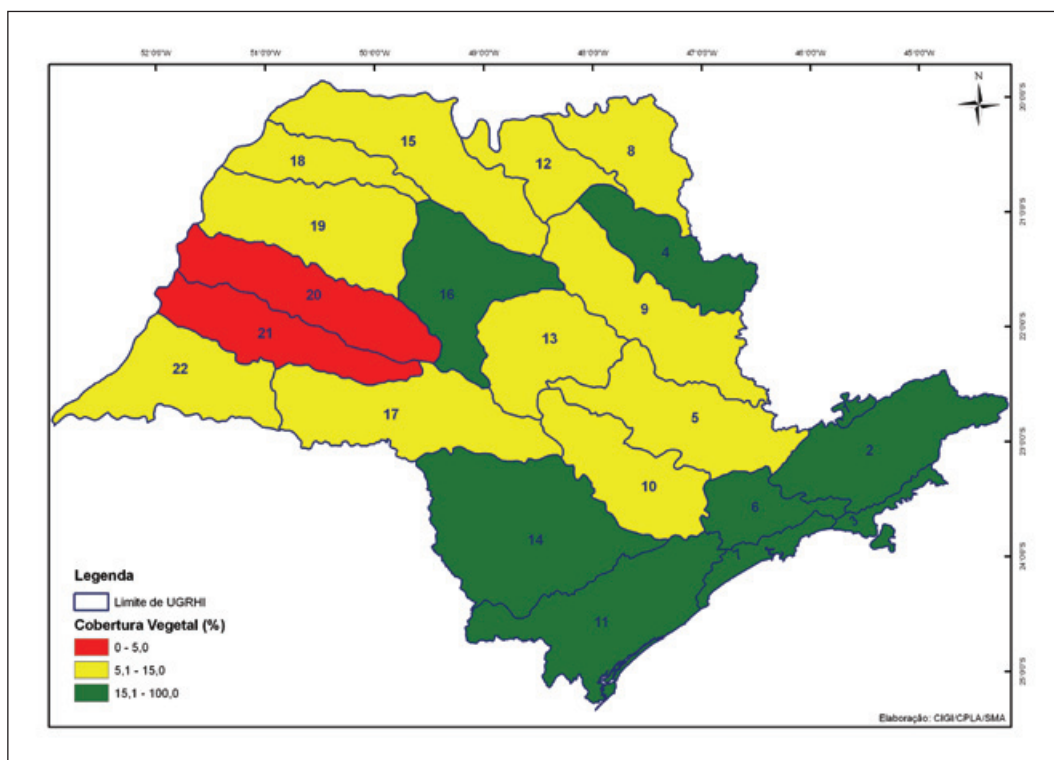 52°0'0"W 51°0'0"W 50°0'0"W 49°0'0"W 48°0'0"W 47°0'0"W 46°0'0"W 45°0'0"W
N
20°0'0"S
15
8
12
18
21°0'0"S
19
4
20
16
9
22°0'0"S
21
13
22
17
5
2
23°0'0"S
10
6
3
14
7
24°0'0"S
11
25°0'0"S
Legenda
Limite de UGRHI
Cobertura Vegetal (%)
0 - 5,0
5,1 - 15,0
15,1 - 100,0
Elaboração: CIGI/CPLA/SMA